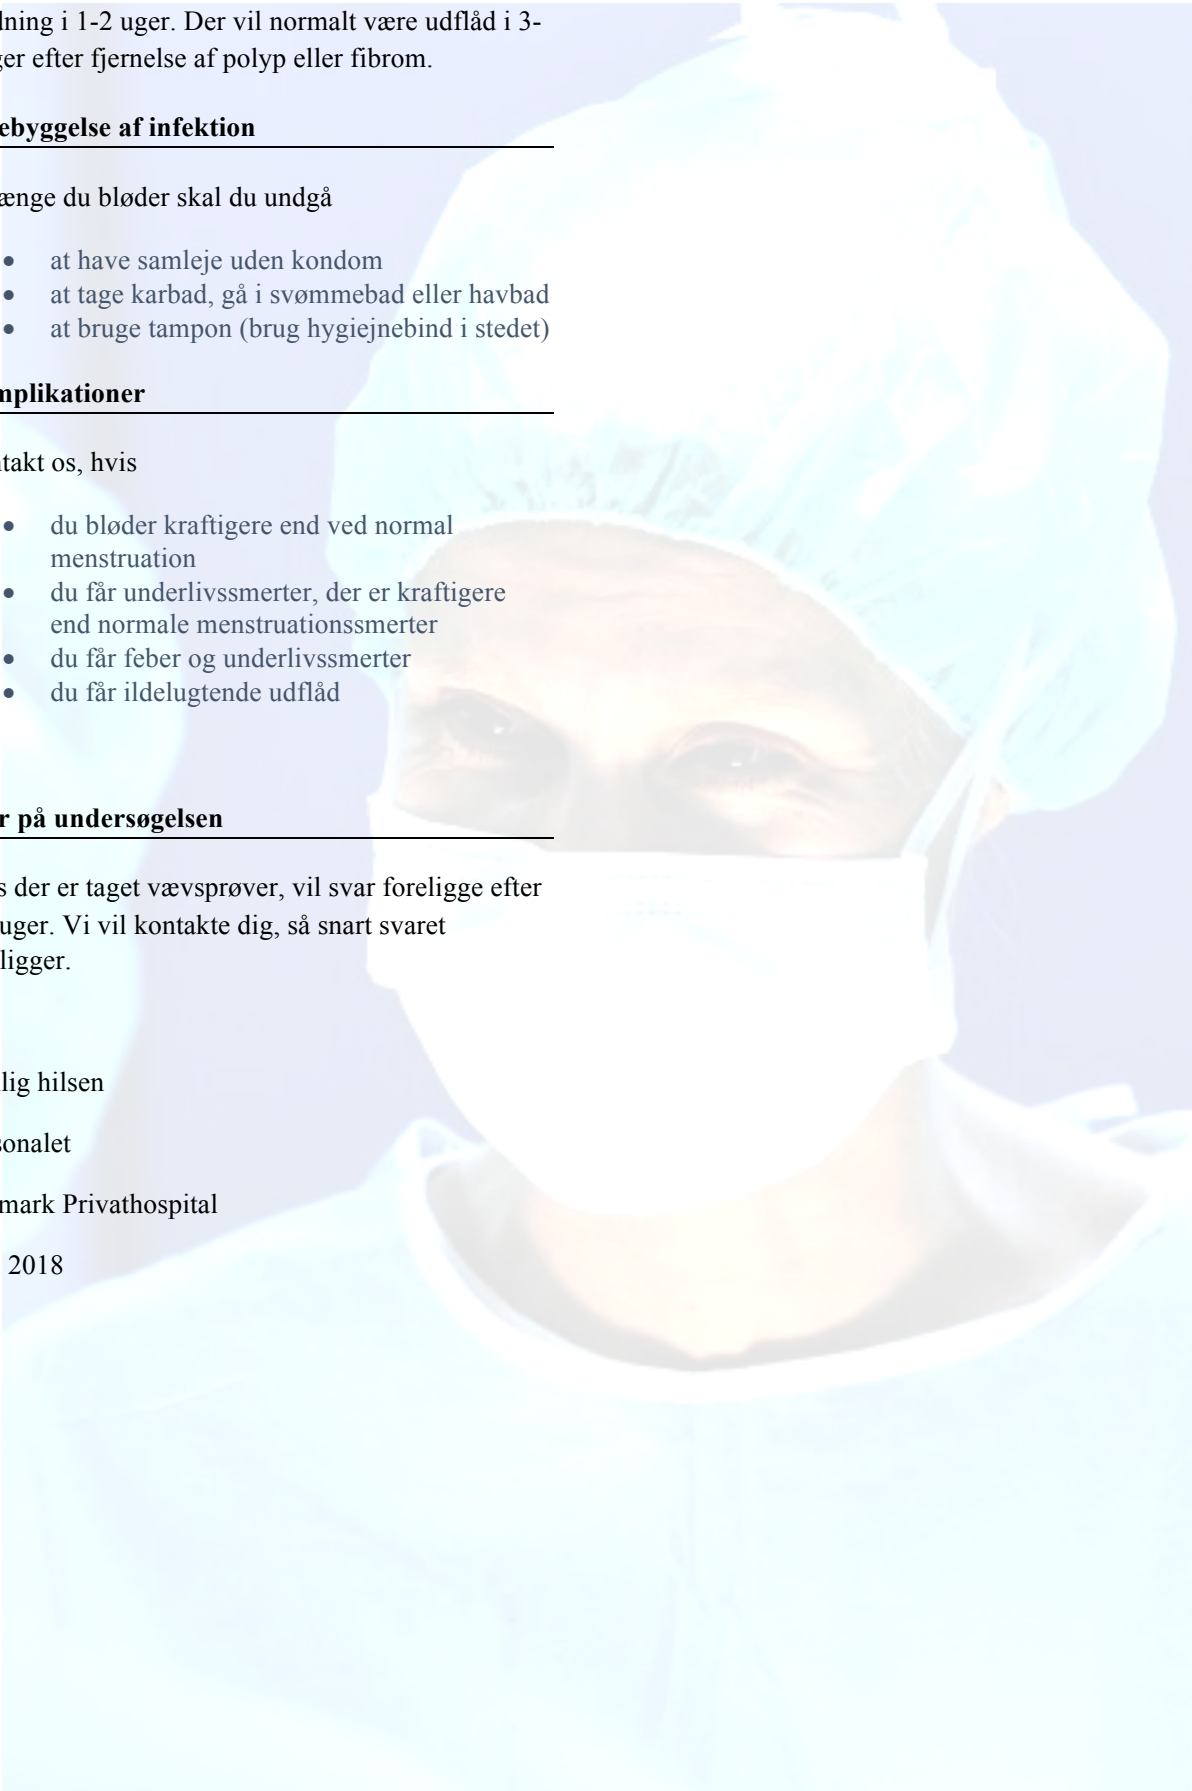 dning i 1-2 uger. Der vil normalt være udflåd i 3-
ger efter fjernelse af polyp eller fibrom.
ebyggelse af infektion
ænge du bløder skal du undgå
• at have samleje uden kondom
• at tage karbad, gå i svømmebad eller havbad
• at bruge tampon (brug hygiejnebind i stedet)
mplikationer
ntakt os, hvis
• du bløder kraftigere end ved normal
menstruation
• du får underlivssmerter, der er kraftigere
end normale menstruationssmerter
• du får feber og underlivssmerter
• du får ildelugtende udflåd
r på undersøgelsen
s der er taget vævsprøver, vil svar foreligge efter
uger. Vi vil kontakte dig, så snart svaret
ligger.
lig hilsen
sonalet
mark Privathospital
2018